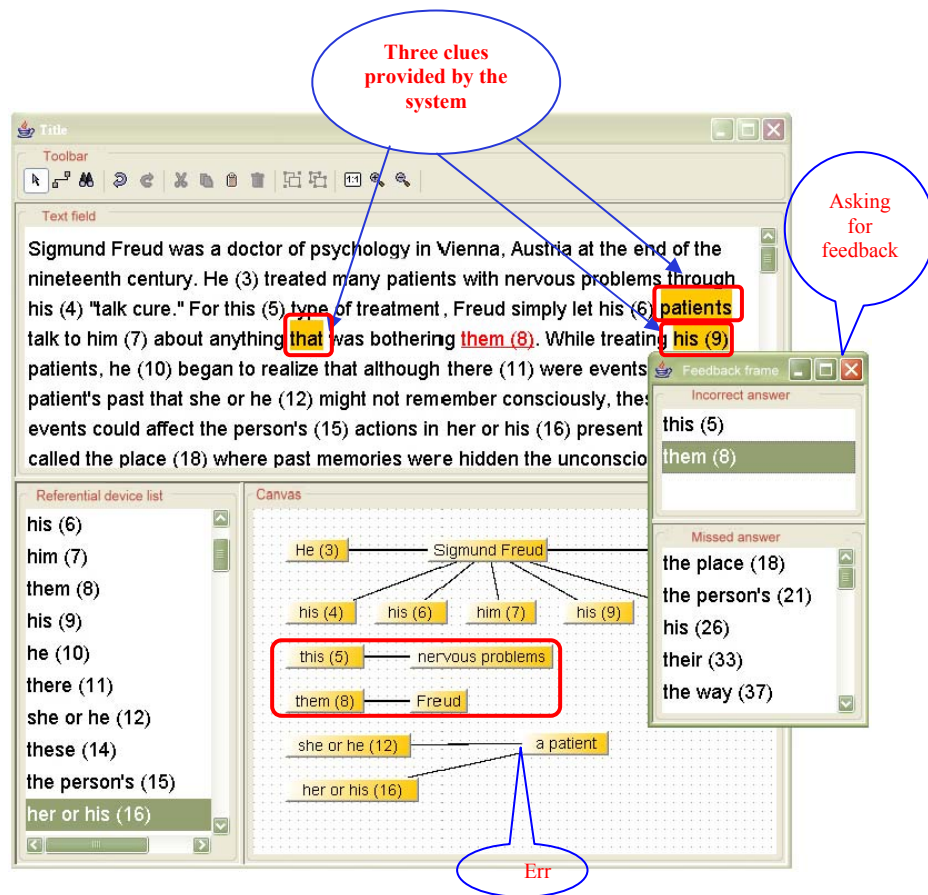 Three clues
provided by the
system
Title
Toolbar
1:1
Asking
for
feedback
Text field
Sigmund Freud was a doctor of psychology in Vienna, Austria at the end of the
nineteenth century. He (3) treated many patients with nervous problems through
his (4) "talk cure." For this (5) type of treatment, Freud simply let his (6) patients
talk to him (7) about anything that was bothering them (8). While treating his (9)
patients, he (10) began to realize that although there (11) were events
patient's past that she or he (12) might not remember consciously, thes
events could affect the person's (15) actions in her or his (16) present
called the place (18) where past memories were hidden the unconscio
Feedback frame
Incorrect answer
this (5)
them (8)
Missed answer
the place (18)
the person's (21)
his (26)
their (33)
the way (37)
Referential device list
his (6)
him (7)
them (8)
his (9)
he (10)
there (11)
she or he (12)
these (14)
the person's (15)
her or his (16)
Canvas
He (3) Sigmund Freud
his (4) his (6) him (7) his (9)
this (5) nervous problems
them (8) Freud
she or he (12) a patient
her or his (16)
Err